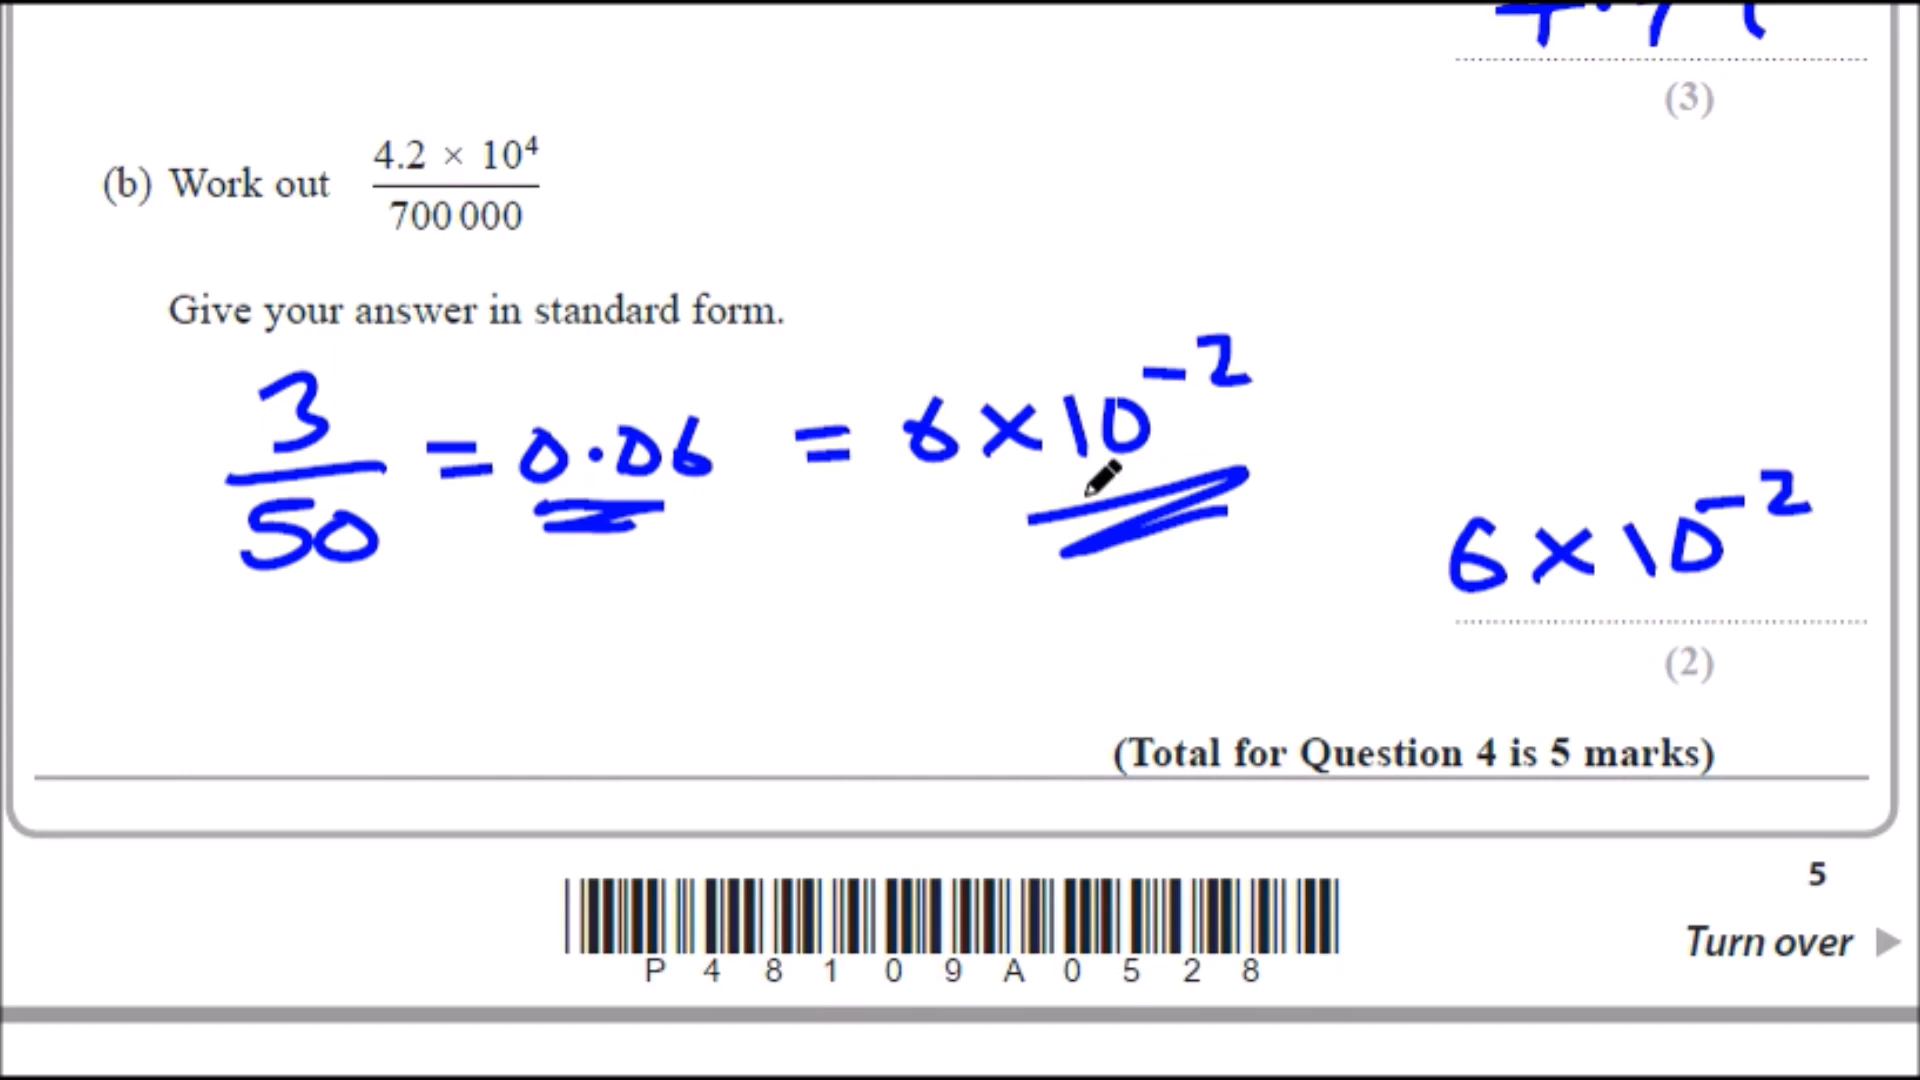 (3)
(b) Work out 4.2 × 10⁴ / 700 000
Give your answer in standard form.
3/50 = 0.06 = 6 × 10⁻²
6 × 10⁻²
(2)
(Total for Question 4 is 5 marks)
5
P 4 8 1 0 9 A 0 5 2 8
Turn over